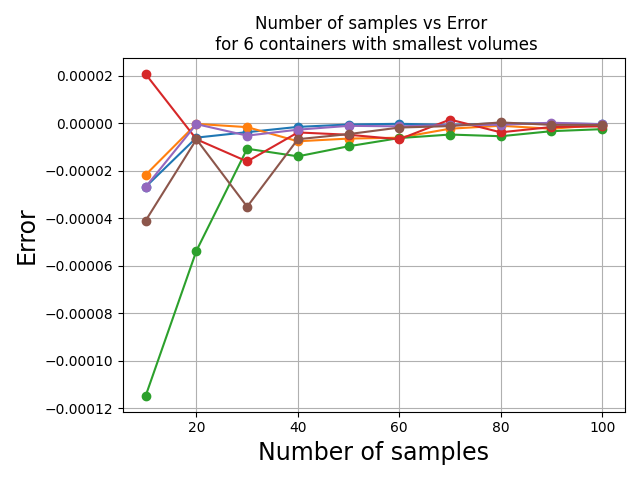 Number of samples vs Error
for 6 containers with smallest volumes
0.00002
0.00000
−0.00002
−0.00004
−0.00006
−0.00008
−0.00010
−0.00012
Error
20 40 60 80 100
Number of samples